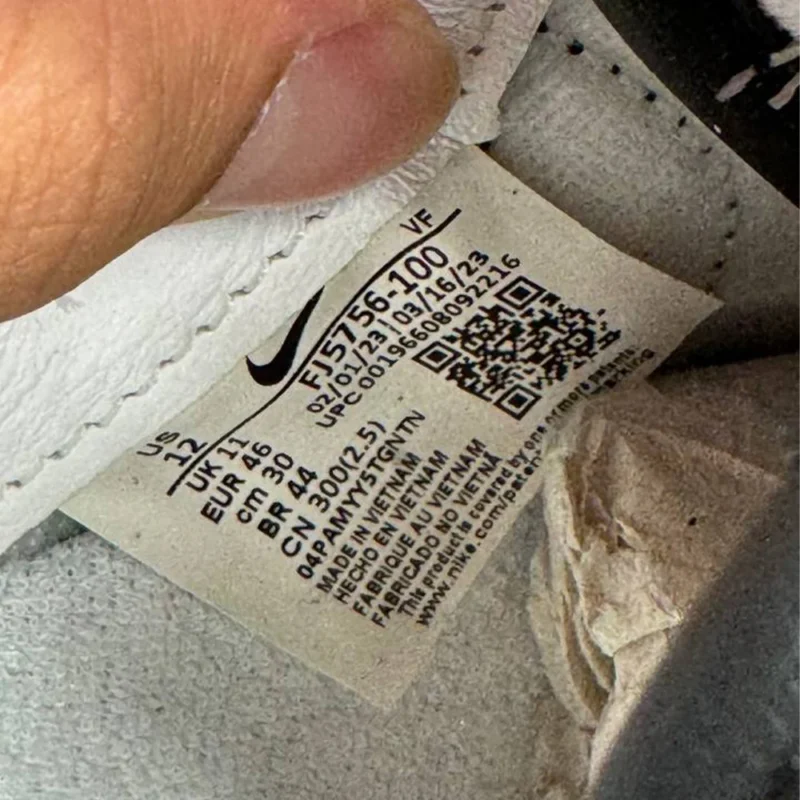 VF
FJ5756-100
02/01/23|03/16/23
UPC 00196608092216
US
12
UK 11
EUR 46
cm 30
BR 44
CN 300(2.5)
04PAMYY5TGNTN
MADE IN VIETNAM
HECHO EN VIETNAM
FABRIQUE AU VIETNAM
FABRICADO NO VIETNÃ
This product is covered by one or more patents
www.nike.com/paten